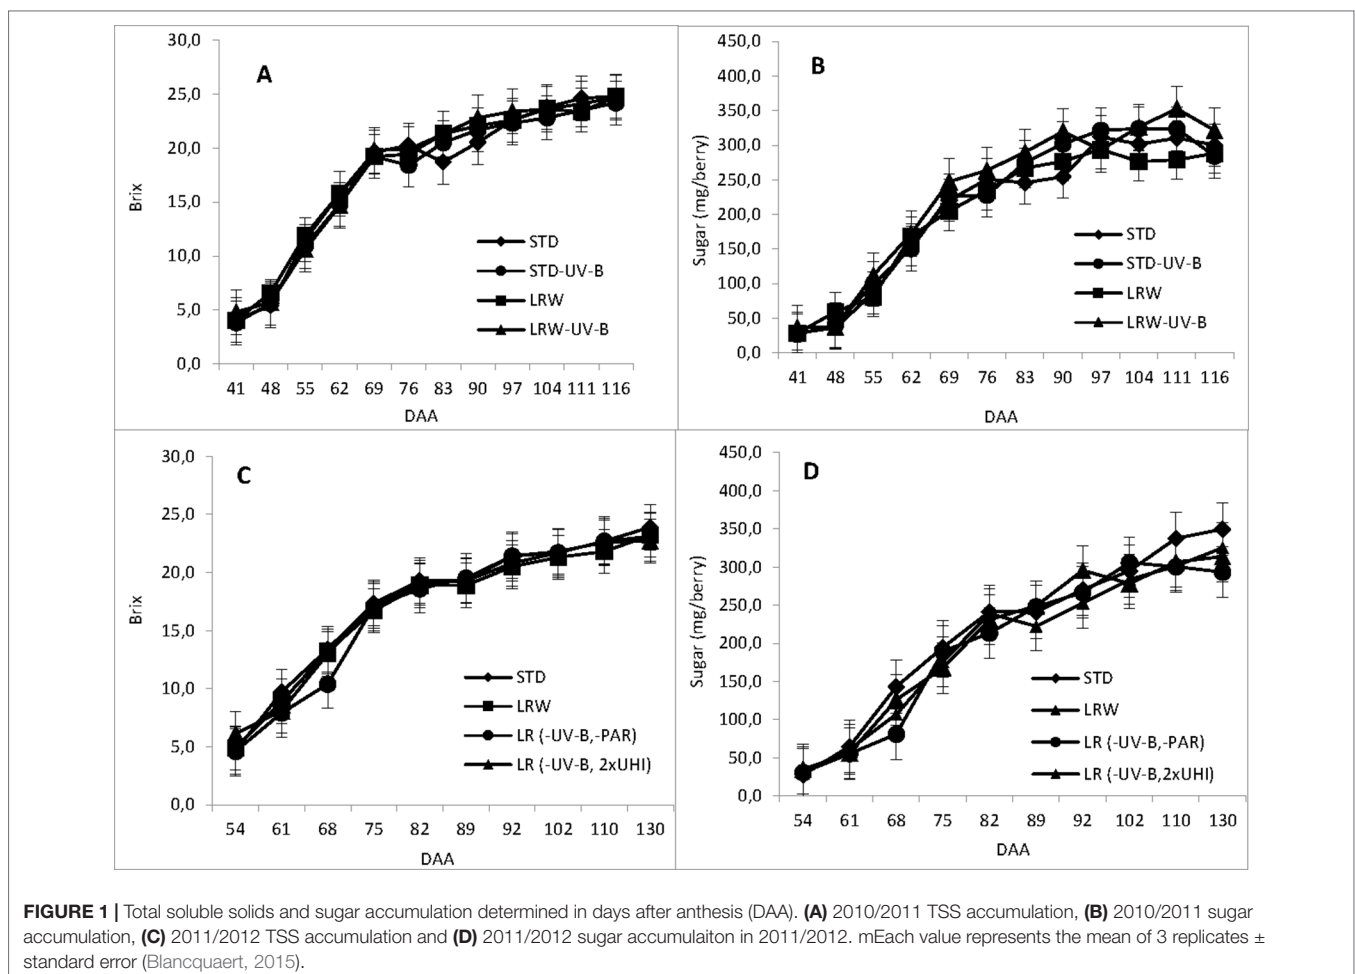 30,0
25,0
20,0
15,0
10,0
5,0
0,0
Brix
A
STD
STD-UV-B
LRW
LRW-UV-B
41 48 55 62 69 76 83 90 97 104 111 116
DAA
450,0
400,0
350,0
300,0
250,0
200,0
150,0
100,0
50,0
0,0
Sugar (mg/berry)
B
STD
STD-UV-B
LRW
LRW-UV-B
41 48 55 62 69 76 83 90 97 104 111 116
DAA
30,0
25,0
20,0
15,0
10,0
5,0
0,0
Brix
C
STD
LRW
LR (-UV-B,-PAR)
LR (-UV-B, 2xUHI)
54 61 68 75 82 89 92 102 110 130
DAA
450,0
400,0
350,0
300,0
250,0
200,0
150,0
100,0
50,0
0,0
Sugar (mg/berry)
D
STD
LRW
LR (-UV-B,-PAR)
LR (-UV-B,2xUHI)
54 61 68 75 82 89 92 102 110 130
DAA
FIGURE 1 | Total soluble solids and sugar accumulation determined in days after anthesis (DAA). (A) 2010/2011 TSS accumulation, (B) 2010/2011 sugar
accumulation, (C) 2011/2012 TSS accumulation and (D) 2011/2012 sugar accumulaiton in 2011/2012. mEach value represents the mean of 3 replicates ±
standard error (Blancquaert, 2015).